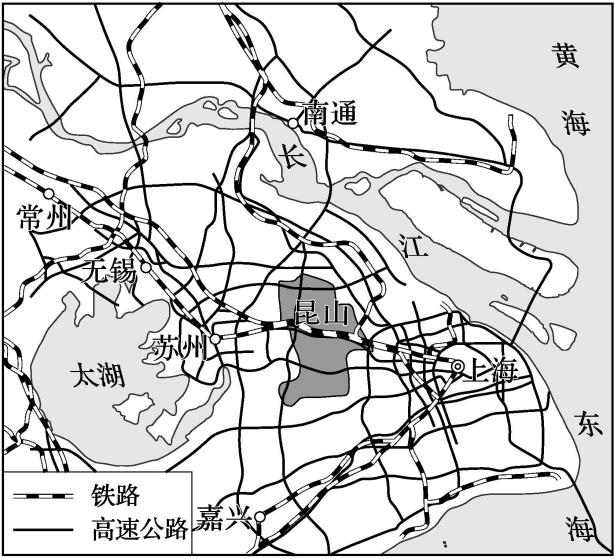 黄
海
南通
长
常州
江
无锡
昆山
苏州
太湖
上海
东
海
铁路
高速公路
嘉兴